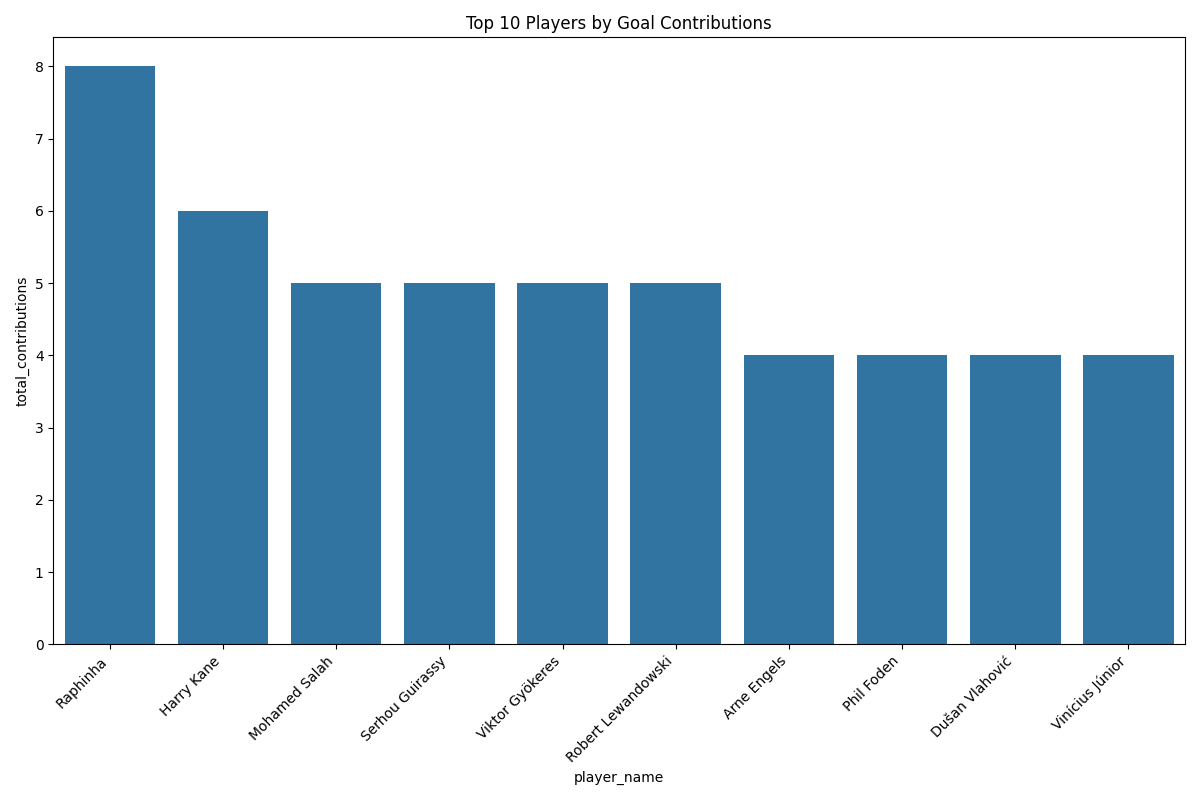 Top 10 Players by Goal Contributions
total_contributions
8
7
6
5
4
3
2
1
0
Raphinha
Harry Kane
Mohamed Salah
Serhou Guirassy
Viktor Gyökeres
Robert Lewandowski
Arne Engels
Phil Foden
Dušan Vlahović
Vinícius Júnior
player_name